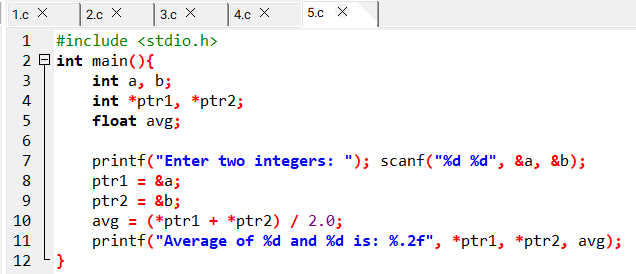 1.c 2.c 3.c 4.c 5.c
1 #include <stdio.h>
2 int main(){
3     int a, b;
4     int *ptr1, *ptr2;
5     float avg;
6
7     printf("Enter two integers: "); scanf("%d %d", &a, &b);
8     ptr1 = &a;
9     ptr2 = &b;
10     avg = (*ptr1 + *ptr2) / 2.0;
11     printf("Average of %d and %d is: %.2f", *ptr1, *ptr2, avg);
12 }